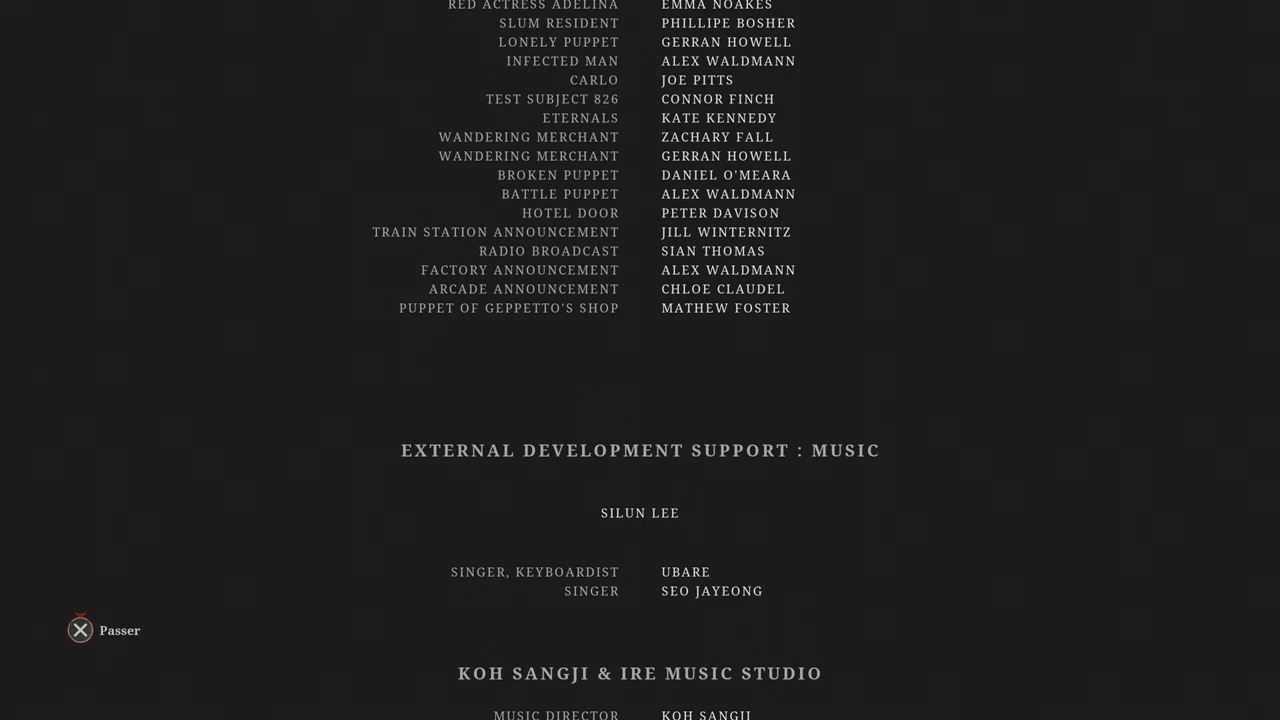 RED ACTRESS ADELINA EMMA NOAKES
SLUM RESIDENT PHILLIPE BOSHER
LONELY PUPPET GERRAN HOWELL
INFECTED MAN ALEX WALDMANN
CARLO JOE PITTS
TEST SUBJECT 826 CONNOR FINCH
ETERNALS KATE KENNEDY
WANDERING MERCHANT ZACHARY FALL
WANDERING MERCHANT GERRAN HOWELL
BROKEN PUPPET DANIEL O'MEARA
BATTLE PUPPET ALEX WALDMANN
HOTEL DOOR PETER DAVISON
TRAIN STATION ANNOUNCEMENT JILL WINTERNITZ
RADIO BROADCAST SIAN THOMAS
FACTORY ANNOUNCEMENT ALEX WALDMANN
ARCADE ANNOUNCEMENT CHLOE CLAUDEL
PUPPET OF GEPPETTO'S SHOP MATHEW FOSTER
EXTERNAL DEVELOPMENT SUPPORT : MUSIC
SILUN LEE
SINGER, KEYBOARDIST UBARE
SINGER SEO JAYEONG
Passer
KOH SANGJI & IRE MUSIC STUDIO
MUSIC DIRECTOR KOH SANGJI